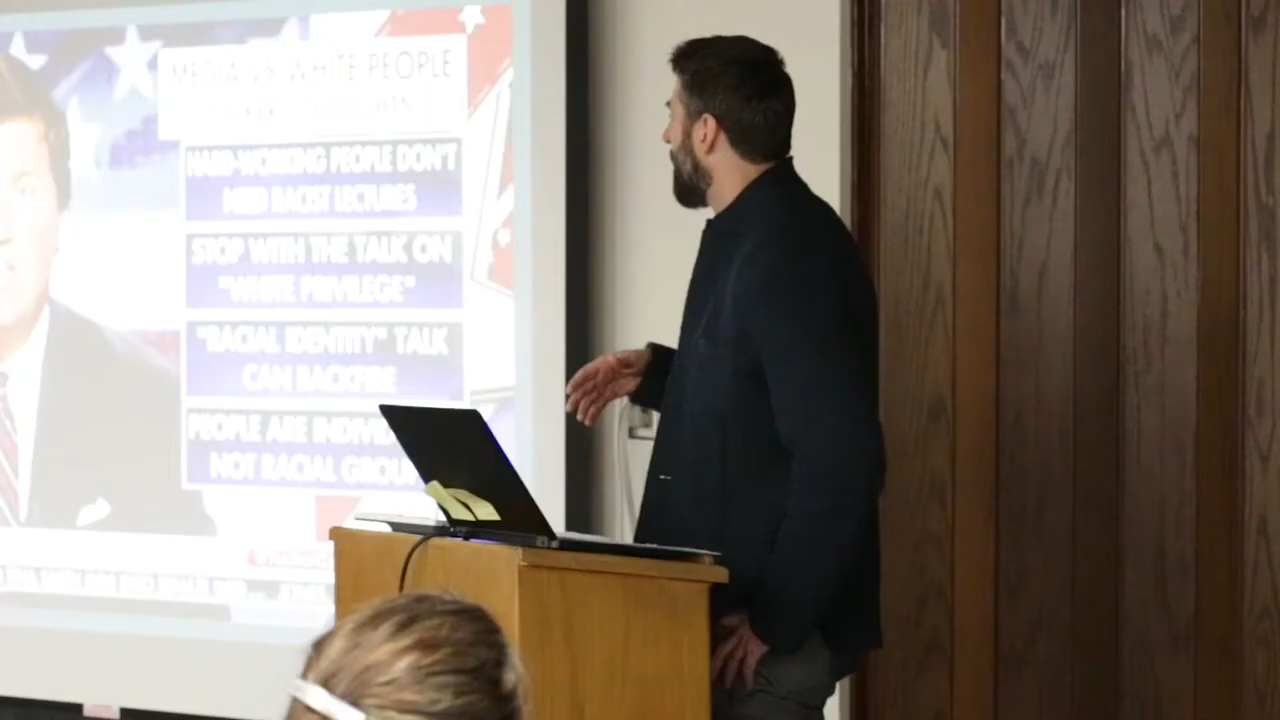 MEDIA VS WHITE PEOPLE
HARD-WORKING PEOPLE DON'T
NEED RACIST LECTURES
STOP WITH THE TALK ON
"WHITE PRIVILEGE"
"RACIAL IDENTITY" TALK
CAN BACKFIRE
PEOPLE ARE
NOT RACIAL